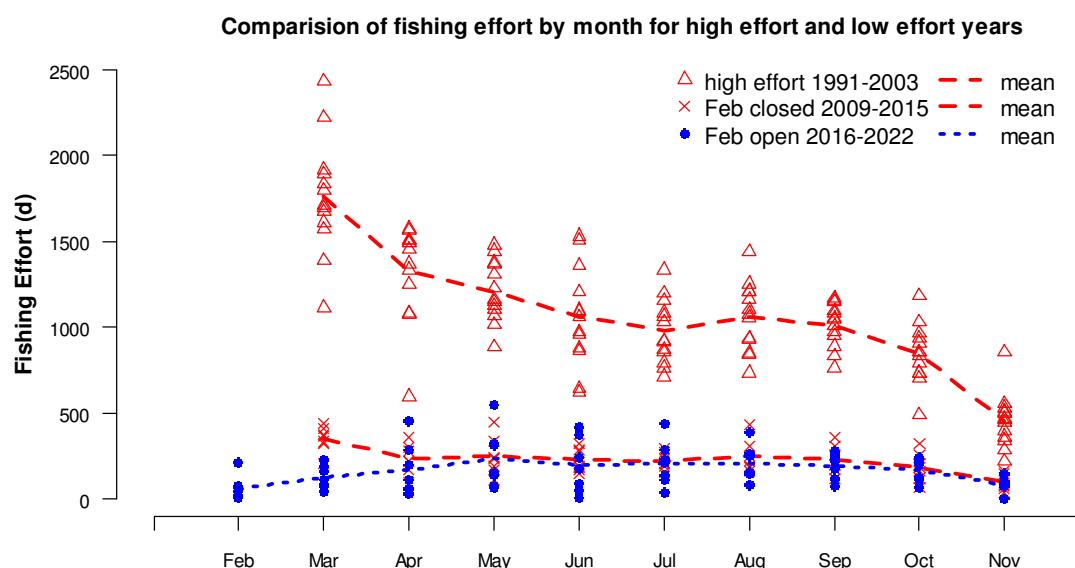 Comparision of fishing effort by month for high effort and low effort years
2500
2000
1500
1000
500
0
Fishing Effort (d)
high effort 1991-2003 mean
Feb closed 2009-2015 mean
Feb open 2016-2022 mean
Feb Mar Apr May Jun Jul Aug Sep Oct Nov